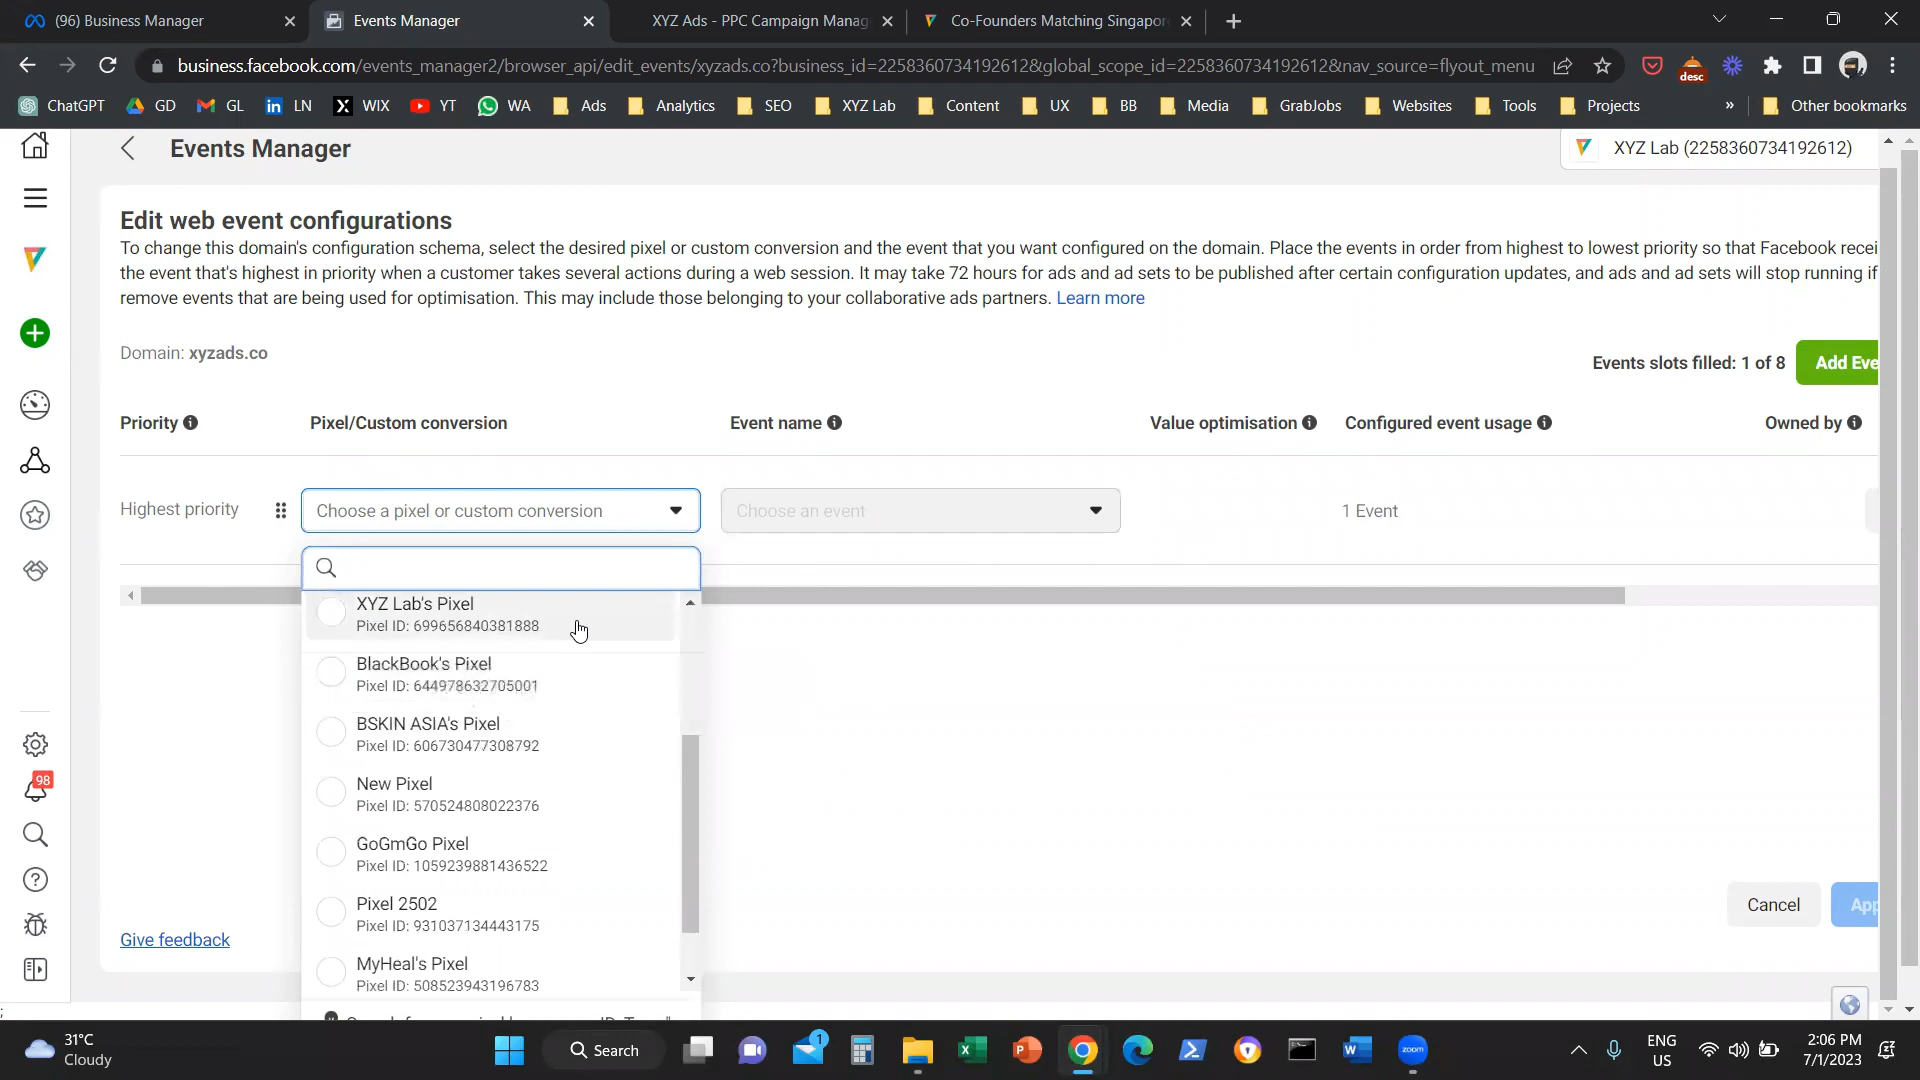 (96) Business Manager
Events Manager
XYZ Ads - PPC Campaign Manag
Co-Founders Matching Singapor
business.facebook.com/events_manager2/browser_api/edit_events/xyzads.co?business_id=2258360734192612&global_scope_id=2258360734192612&nav_source=flyout_menu
desc
ChatGPT GD GL LN WIX YT WA Ads Analytics SEO XYZ Lab Content UX BB Media GrabJobs Websites Tools Projects » Other bookmarks
Events Manager
XYZ Lab (2258360734192612)
Edit web event configurations
To change this domain's configuration schema, select the desired pixel or custom conversion and the event that you want configured on the domain. Place the events in order from highest to lowest priority so that Facebook recei
the event that's highest in priority when a customer takes several actions during a web session. It may take 72 hours for ads and ad sets to be published after certain configuration updates, and ads and ad sets will stop running if
remove events that are being used for optimisation. This may include those belonging to your collaborative ads partners. Learn more
Domain: xyzads.co
Events slots filled: 1 of 8
Add Eve
Priority Pixel/Custom conversion Event name Value optimisation Configured event usage Owned by
Highest priority
Choose a pixel or custom conversion
Choose an event
1 Event
XYZ Lab's Pixel
Pixel ID: 699656840381888
BlackBook's Pixel
Pixel ID: 644978632705001
BSKIN ASIA's Pixel
Pixel ID: 606730477308792
New Pixel
Pixel ID: 570524808022376
GoGmGo Pixel
Pixel ID: 1059239881436522
Pixel 2502
Pixel ID: 931037134443175
MyHeal's Pixel
Pixel ID: 508523943196783
98
Cancel
App
Give feedback
31°C
Cloudy
Search
1
zoom
ENG
US
2:06 PM
7/1/2023